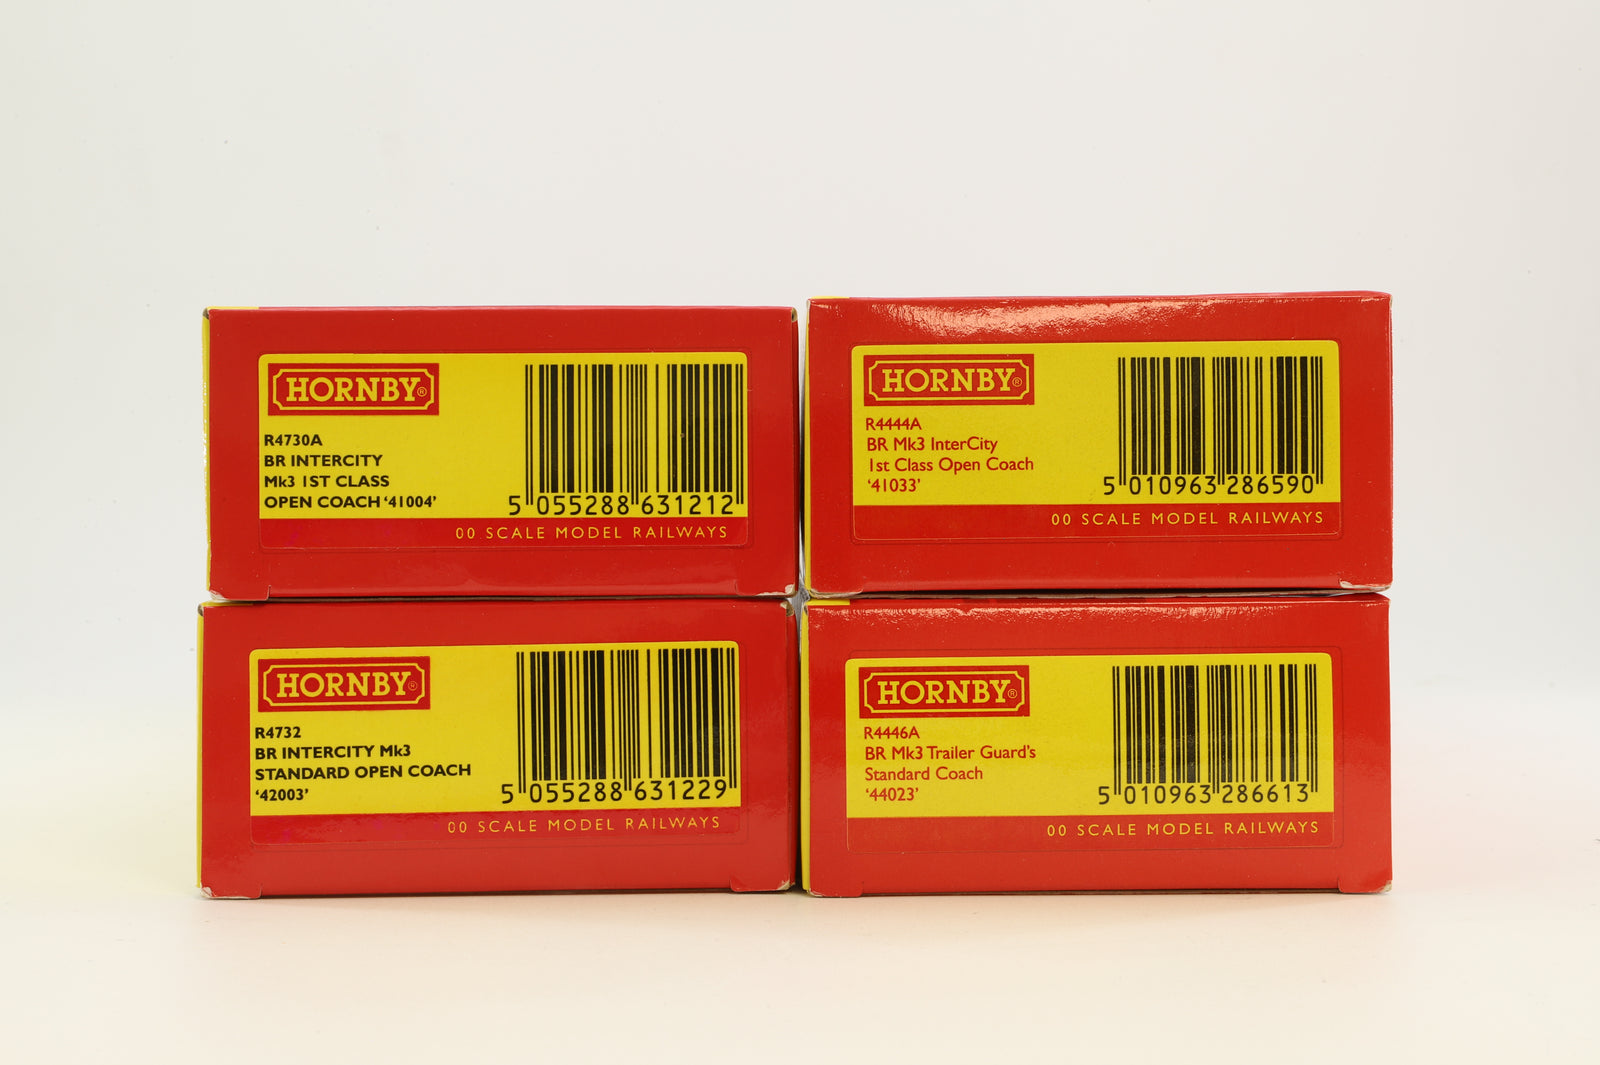 HORNBY®
R4730A
BR INTERCITY
Mk3 1ST CLASS
OPEN COACH ‘41004’
5 055288 631212
00 SCALE MODEL RAILWAYS
HORNBY®
R4444A
BR Mk3 InterCity
1st Class Open Coach
‘41033’
5 010963 286590
00 SCALE MODEL RAILWAYS
HORNBY®
R4732
BR INTERCITY Mk3
STANDARD OPEN COACH
‘42003’
5 055288 631229
00 SCALE MODEL RAILWAYS
HORNBY®
R4446A
BR Mk3 Trailer Guard's
Standard Coach
‘44023’
5 010963 286613
00 SCALE MODEL RAILWAYS